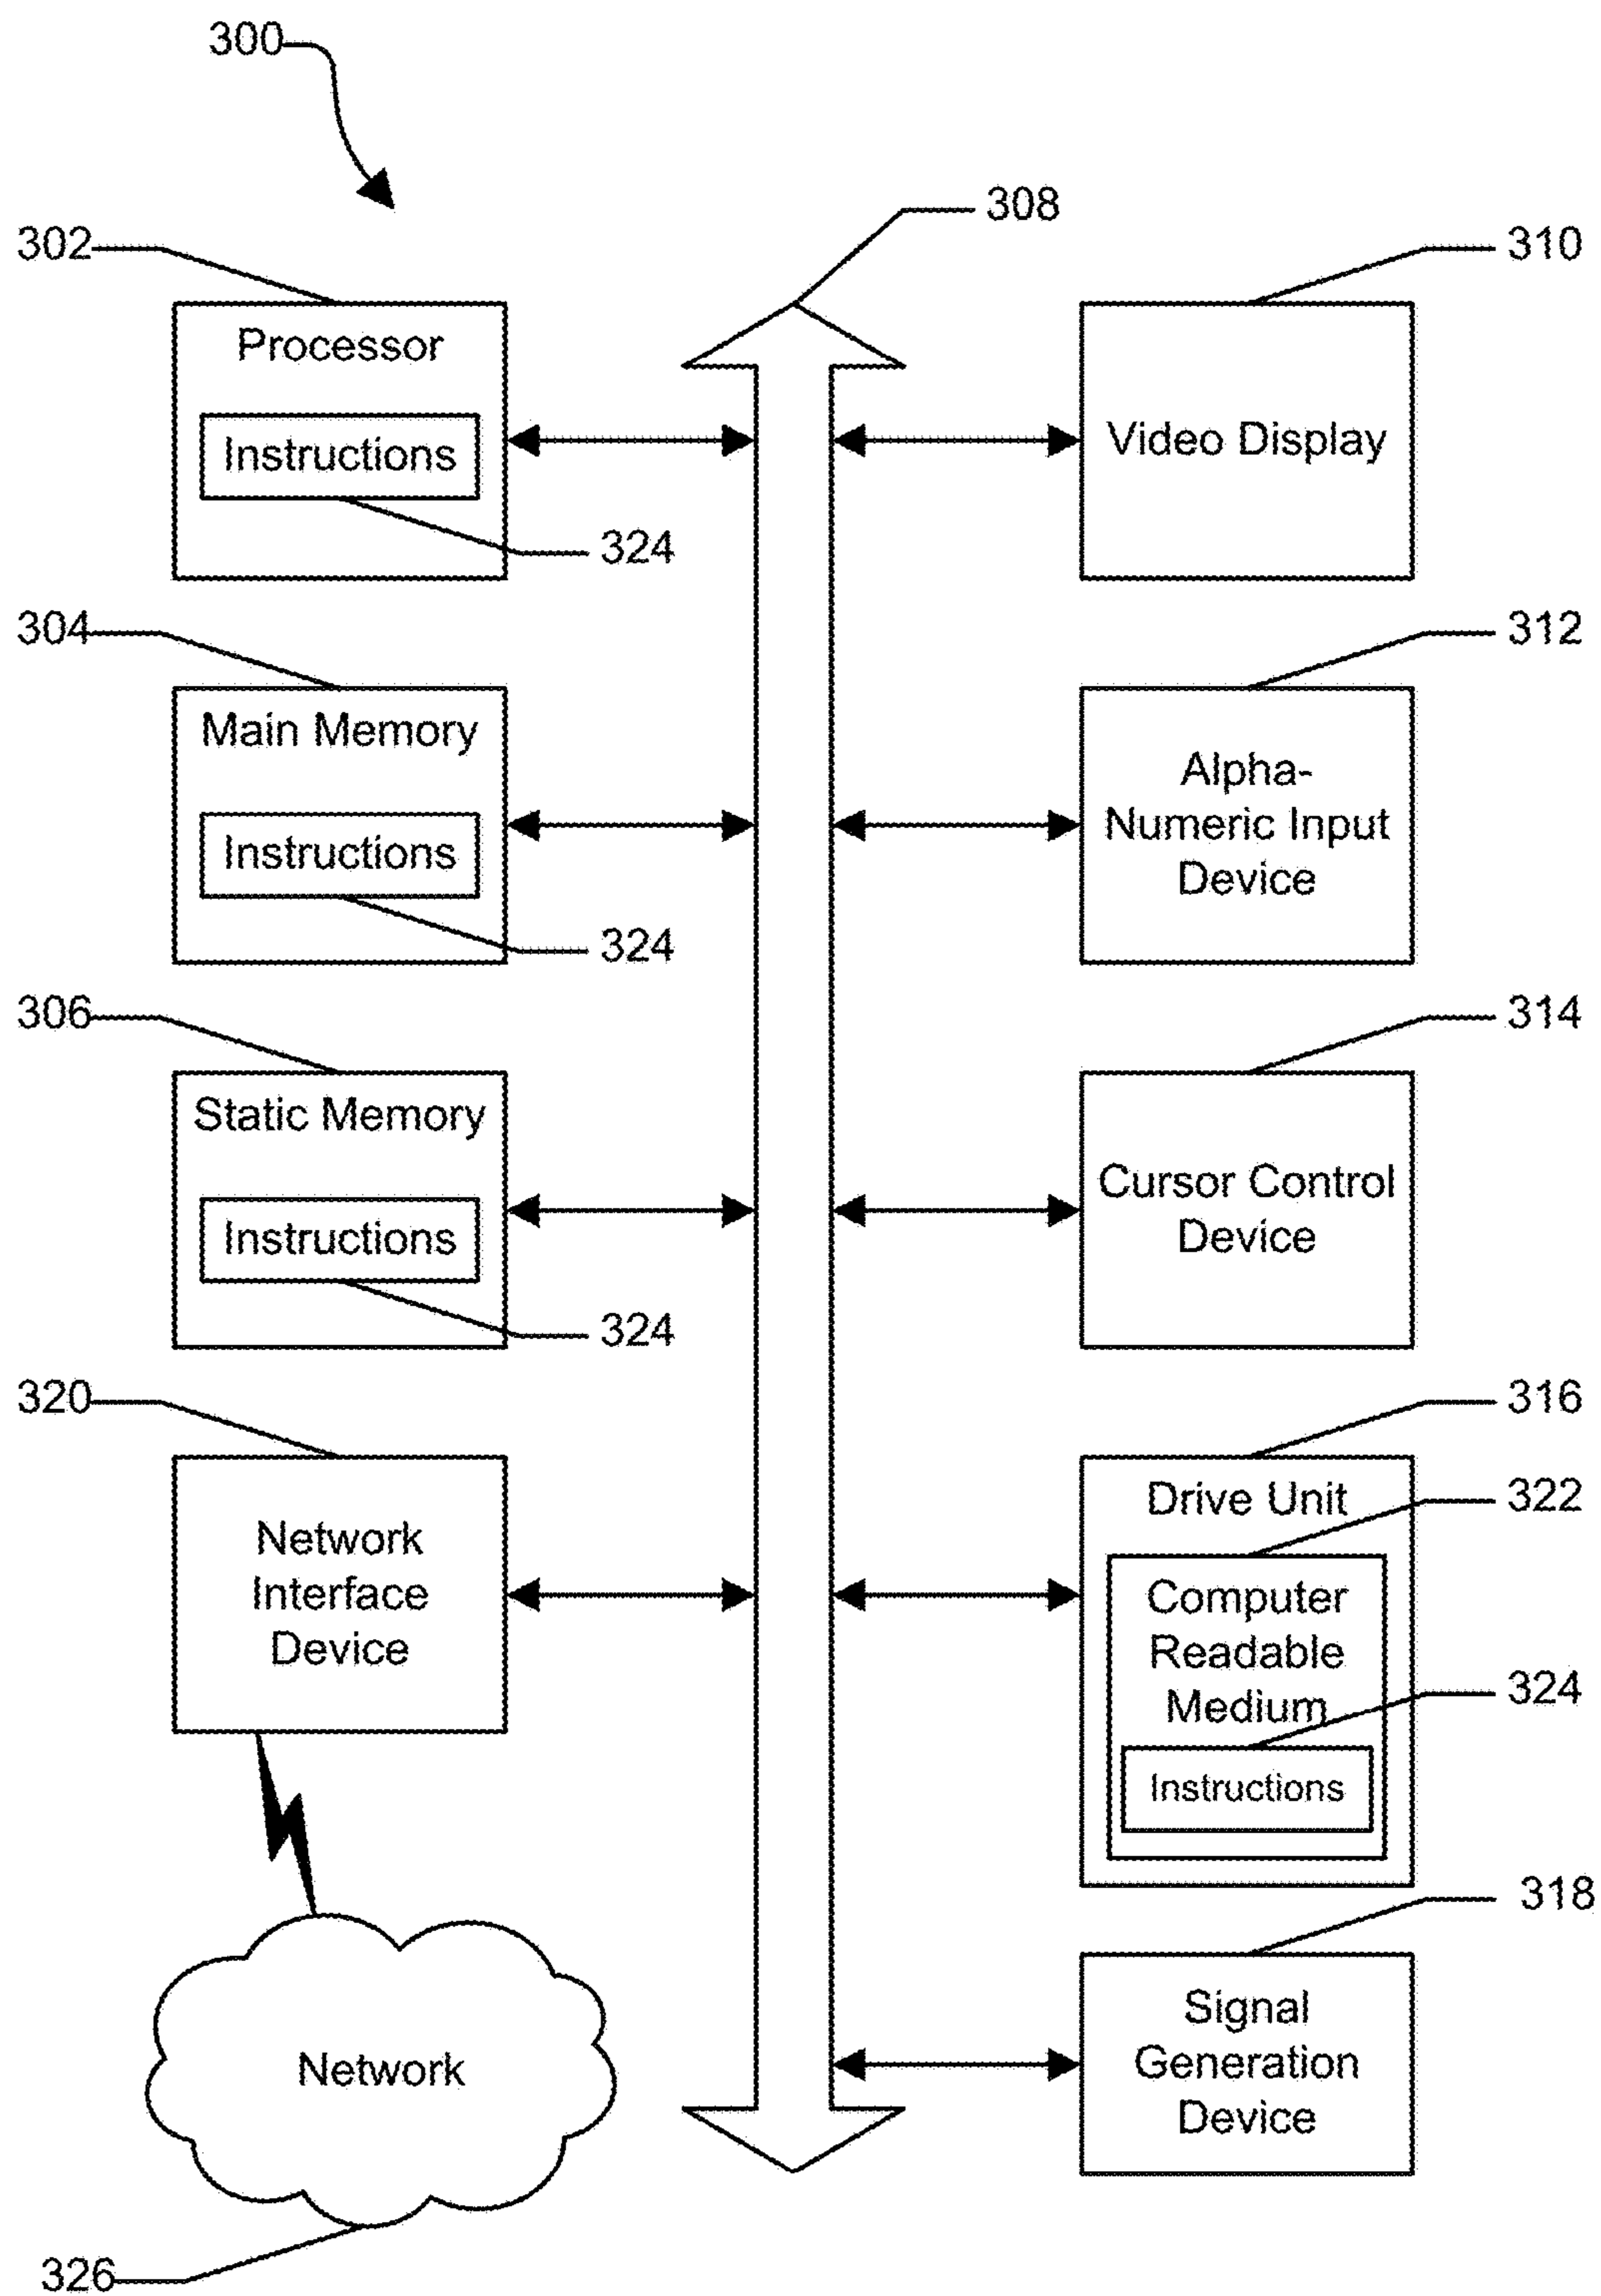 300
308
302
310
Processor
Instructions
324
Video Display
304
312
Main Memory
Instructions
324
Alpha-
Numeric Input
Device
306
314
Static Memory
Instructions
324
Cursor Control
Device
320
316
Network
Interface
Device
Drive Unit
322
Computer
Readable
Medium
324
Instructions
318
Network
Signal
Generation
Device
326